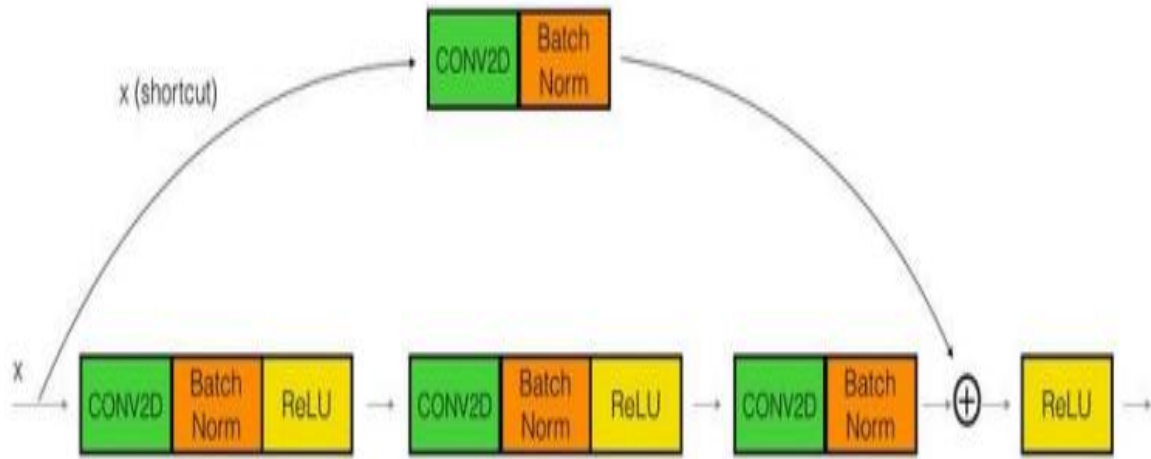 CONV2D
Batch
Norm
x (shortcut)
x
CONV2D
Batch
Norm
ReLU
CONV2D
Batch
Norm
ReLU
CONV2D
Batch
Norm
+
ReLU